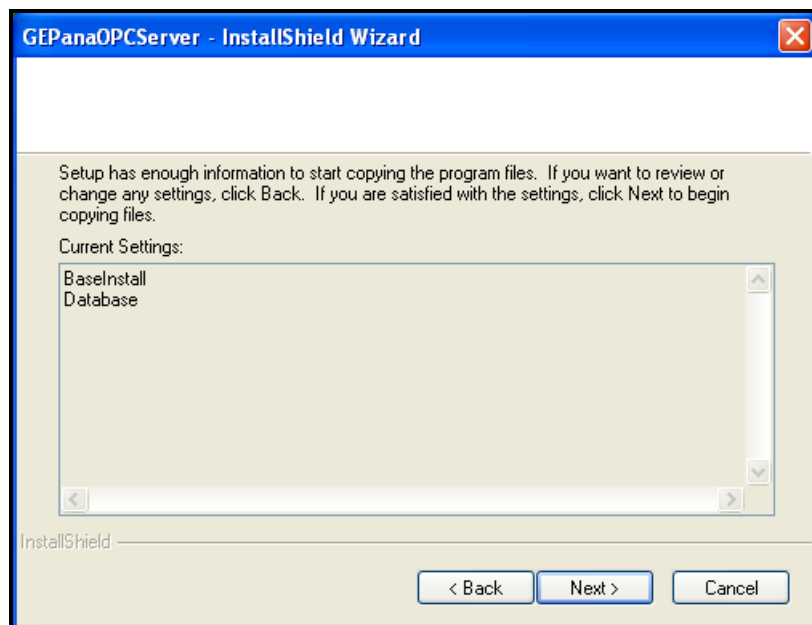 GEPanaOPCServer - InstallShield Wizard
Setup has enough information to start copying the program files. If you want to review or
change any settings, click Back. If you are satisfied with the settings, click Next to begin
copying files.
Current Settings:
BaseInstall
Database
InstallShield
< Back
Next >
Cancel